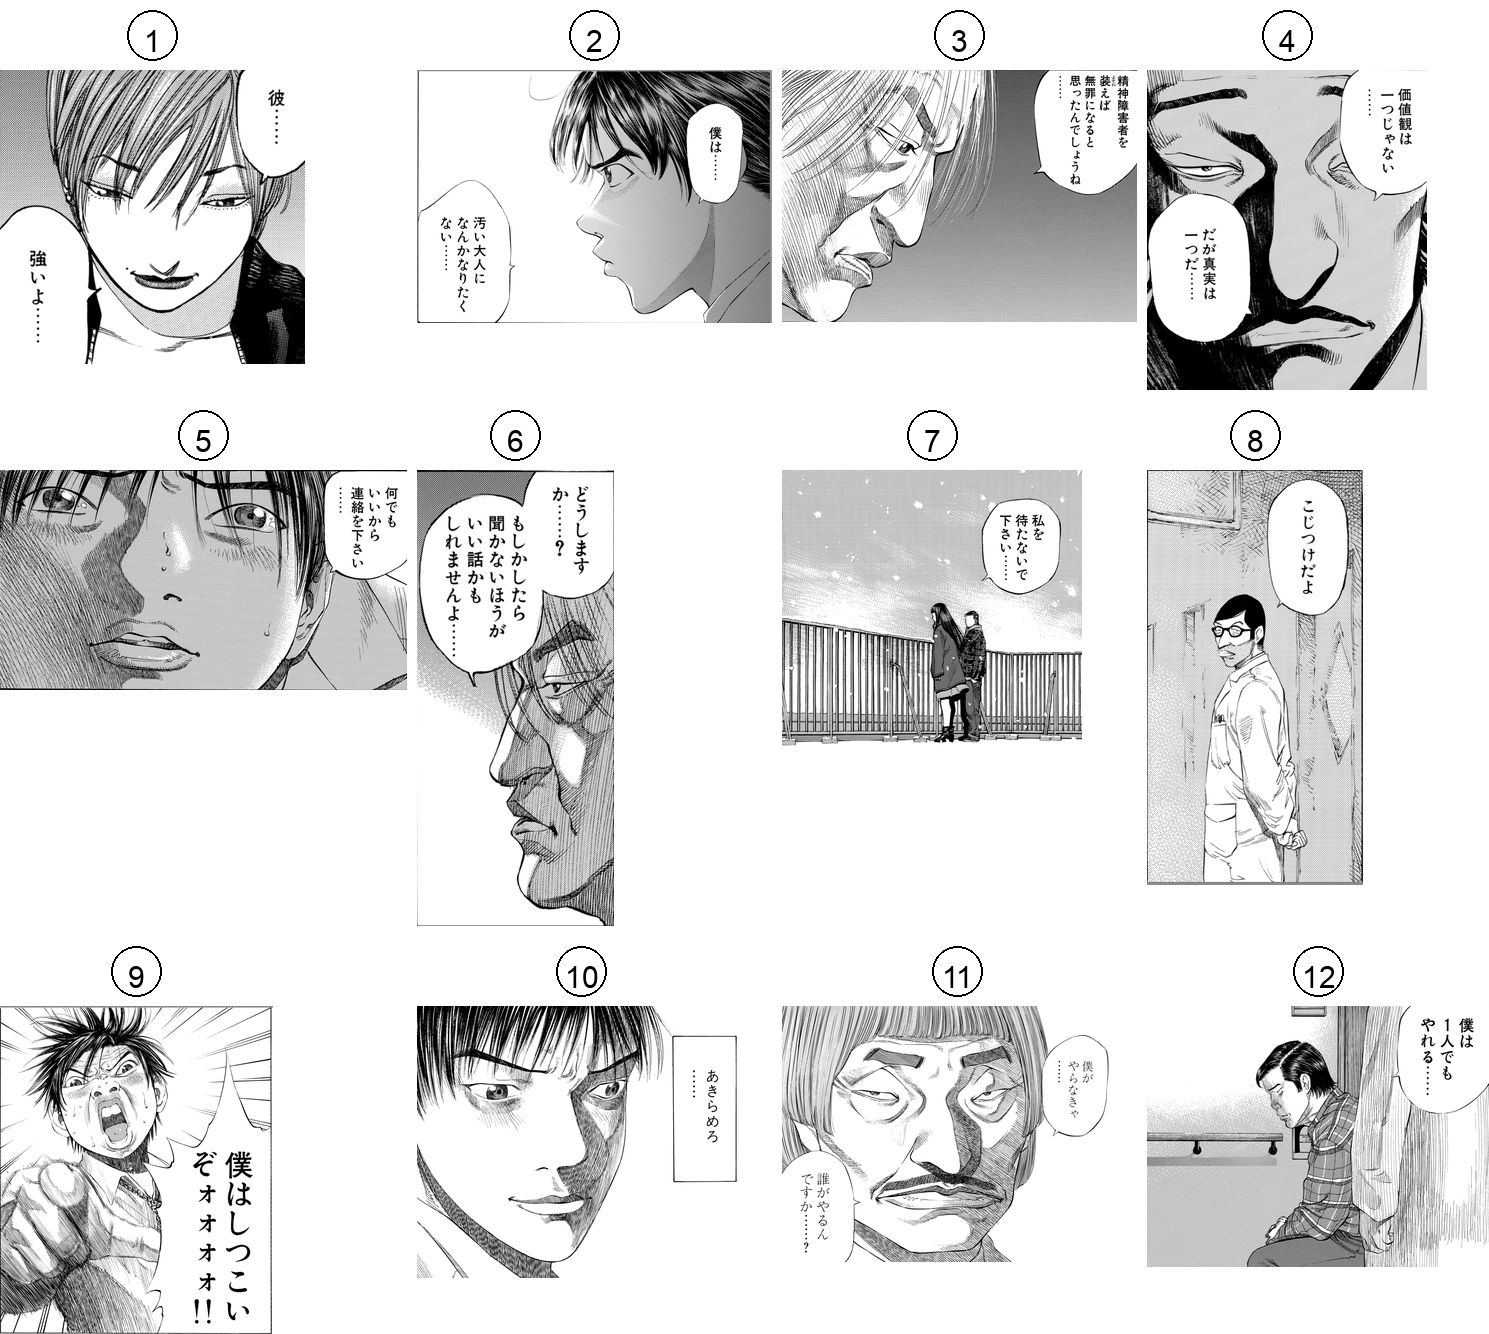 1
彼……
強いよ……
2
僕は……
汚い大人に
なんかなりたく
ない……
3
精神障害者を
装えば
無罪になると
思ったんでしょうね
4
価値観は
一つじゃない
……
だが真実は
一つだ……
5
何でも
いいから
連絡を下さい
……
6
どうします
か……?
もしかしたら
聞かないほうが
いい話かも
しれませんよ……
7
私を
待たないで
下さい……
8
こじつけだよ
9
僕はしつこい
ぞォォォォ!!
10
あきらめろ
……
11
僕が
やらなきゃ
……
誰がやるん
ですか……?
12
僕は
1人でも
やれる……